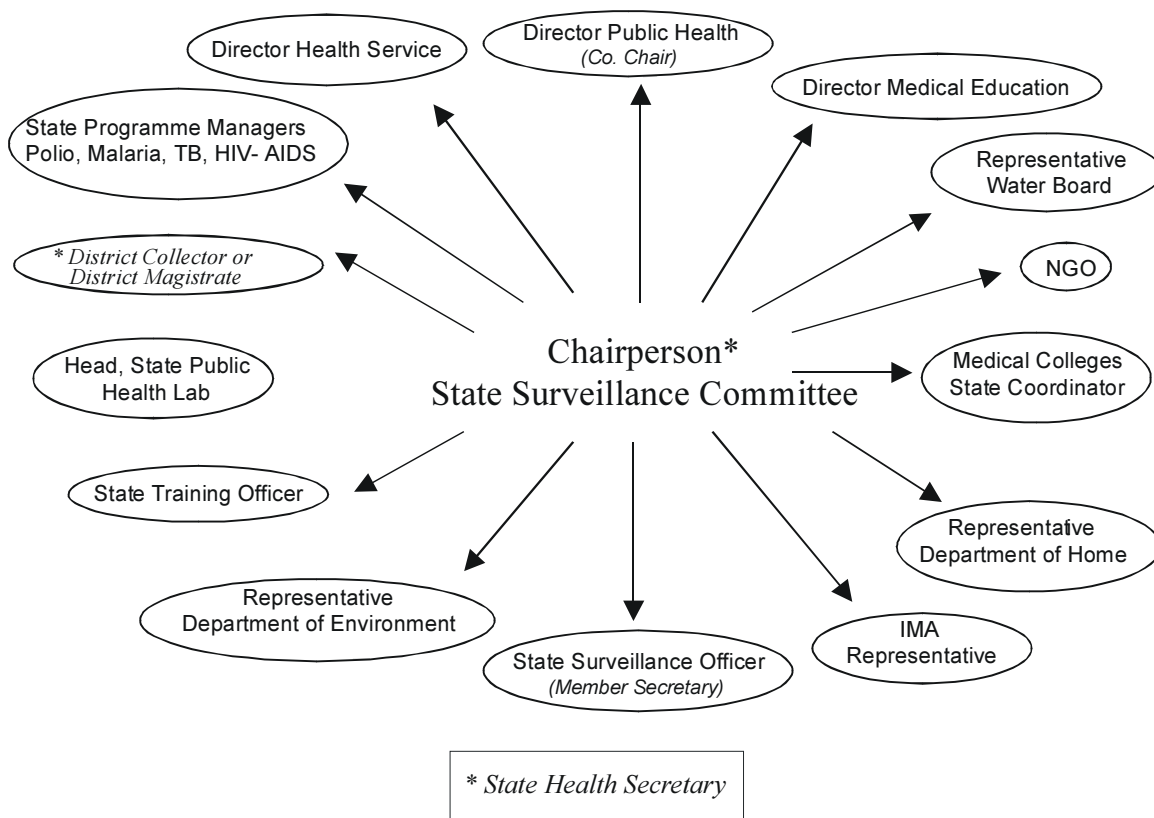 Director Health Service
Director Public Health
(Co. Chair)
Director Medical Education
State Programme Managers
Polio, Malaria, TB, HIV- AIDS
Representative
Water Board
* District Collector or
District Magistrate
NGO
Chairperson*
State Surveillance Committee
Head, State Public
Health Lab
Medical Colleges
State Coordinator
State Training Officer
Representative
Department of Home
Representative
Department of Environment
IMA
Representative
State Surveillance Officer
(Member Secretary)
* State Health Secretary